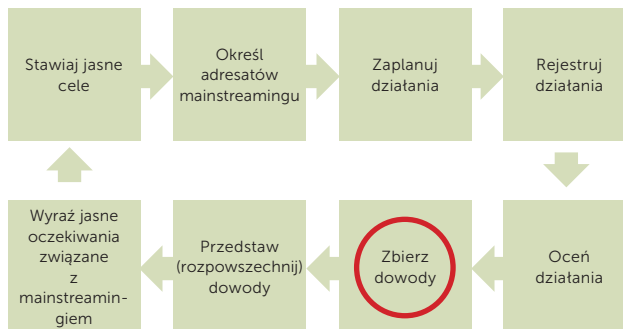 Stawiaj jasne
cele
Określ
adresatów
mainstreamingu
Zaplanuj
działania
Rejestruj
działania
Wyraź jasne
oczekiwania
związane
z
mainstreamin-
giem
Przedstaw
(rozpowszechnij)
dowody
Zbierz
dowody
Oceń
działania